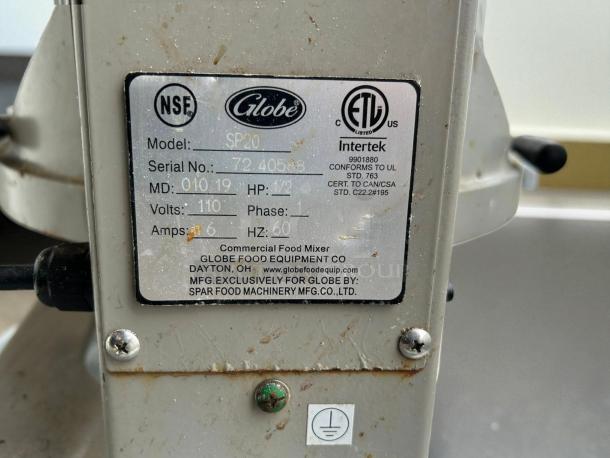 NSF®
Globe®
C ETL US
LISTED
Intertek
9901880
CONFORMS TO UL
STD. 763
CERT. TO CAN/CSA
STD. C22.2#195
Model: SP20
Serial No.: 72 40588
MD: 010 19 HP: 1/2
Volts: 110 Phase: 1
Amps: 16 HZ: 60
Commercial Food Mixer
GLOBE FOOD EQUIPMENT CO
DAYTON, OH www.globefoodequip.com
MFG.EXCLUSIVELY FOR GLOBE BY:
SPAR FOOD MACHINERY MFG.CO.,LTD.